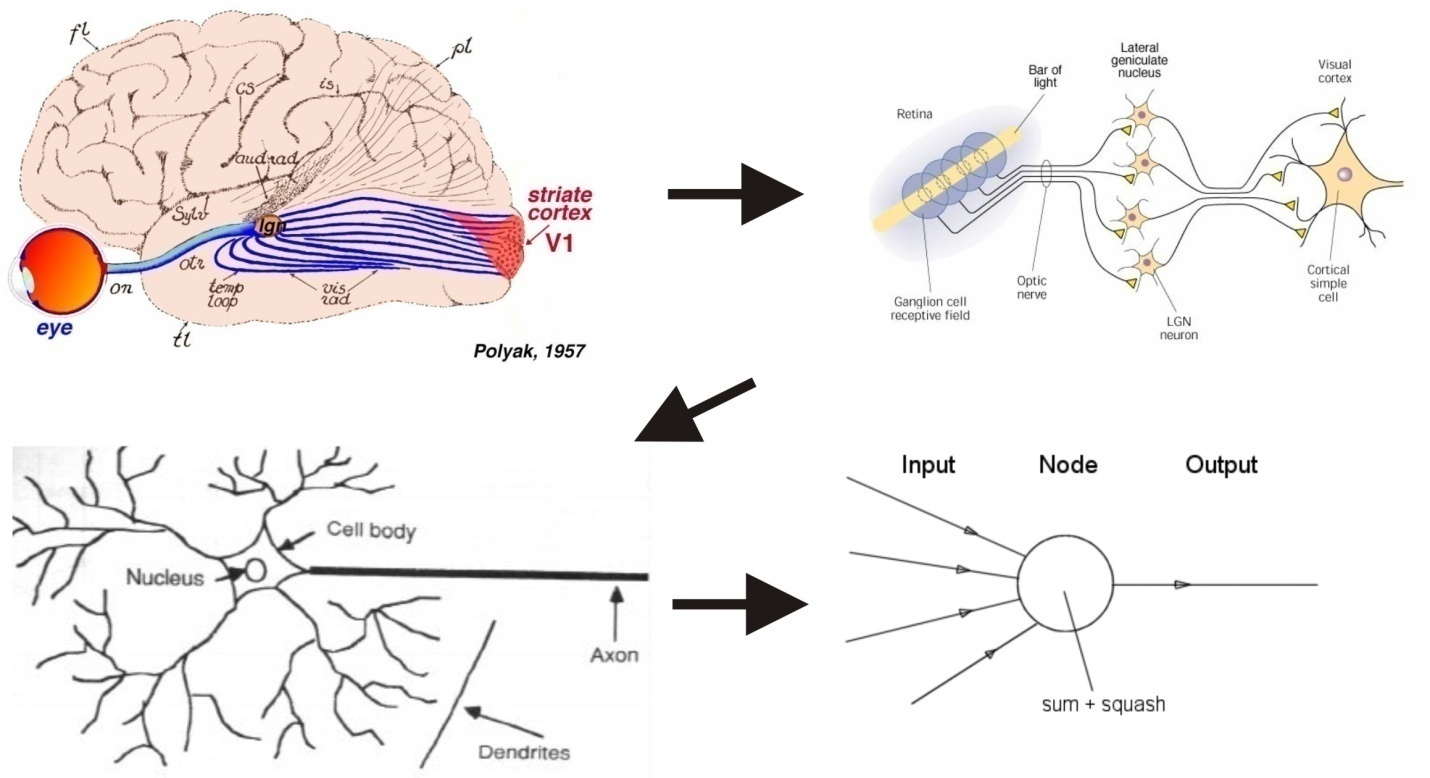 fl
pl
cs
is
aud.rad
Sylv
lgn
striate
cortex
V1
otr
on
temp
loop
vis
rad
eye
tl
Polyak, 1957
Lateral
geniculate
nucleus
Bar of
light
Visual
cortex
Retina
Optic
nerve
Ganglion cell
receptive field
LGN
neuron
Cortical
simple
cell
Cell body
Nucleus
Axon
Dendrites
Input Node Output
sum + squash